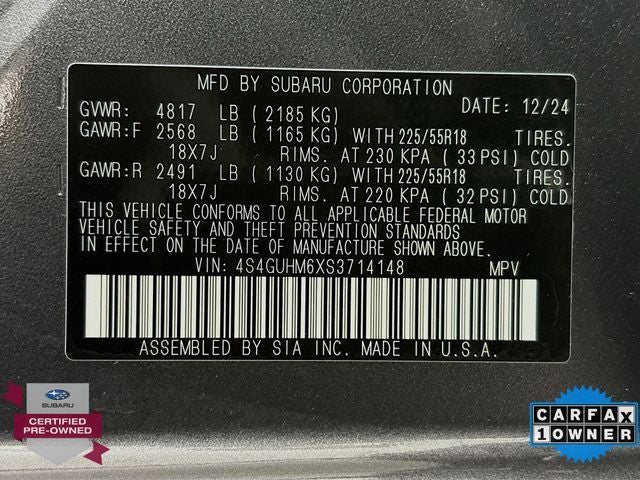 MFD BY SUBARU CORPORATION
GVWR: 4817 LB ( 2185 KG) DATE: 12/24
GAWR:F 2568 LB ( 1165 KG) WITH 225/55R18 TIRES.
18X7J RIMS. AT 230 KPA ( 33 PSI) COLD
GAWR:R 2491 LB ( 1130 KG) WITH 225/55R18 TIRES.
18X7J RIMS. AT 220 KPA ( 32 PSI) COLD
THIS VEHICLE CONFORMS TO ALL APPLICABLE FEDERAL MOTOR
VEHICLE SAFETY AND THEFT PREVENTION STANDARDS
IN EFFECT ON THE DATE OF MANUFACTURE SHOWN ABOVE.
VIN: 4S4GUHM6XS3714148 MPV
ASSEMBLED BY SIA INC. MADE IN U.S.A.
SUBARU
CERTIFIED
PRE-OWNED
CARFAX
1 OWNER